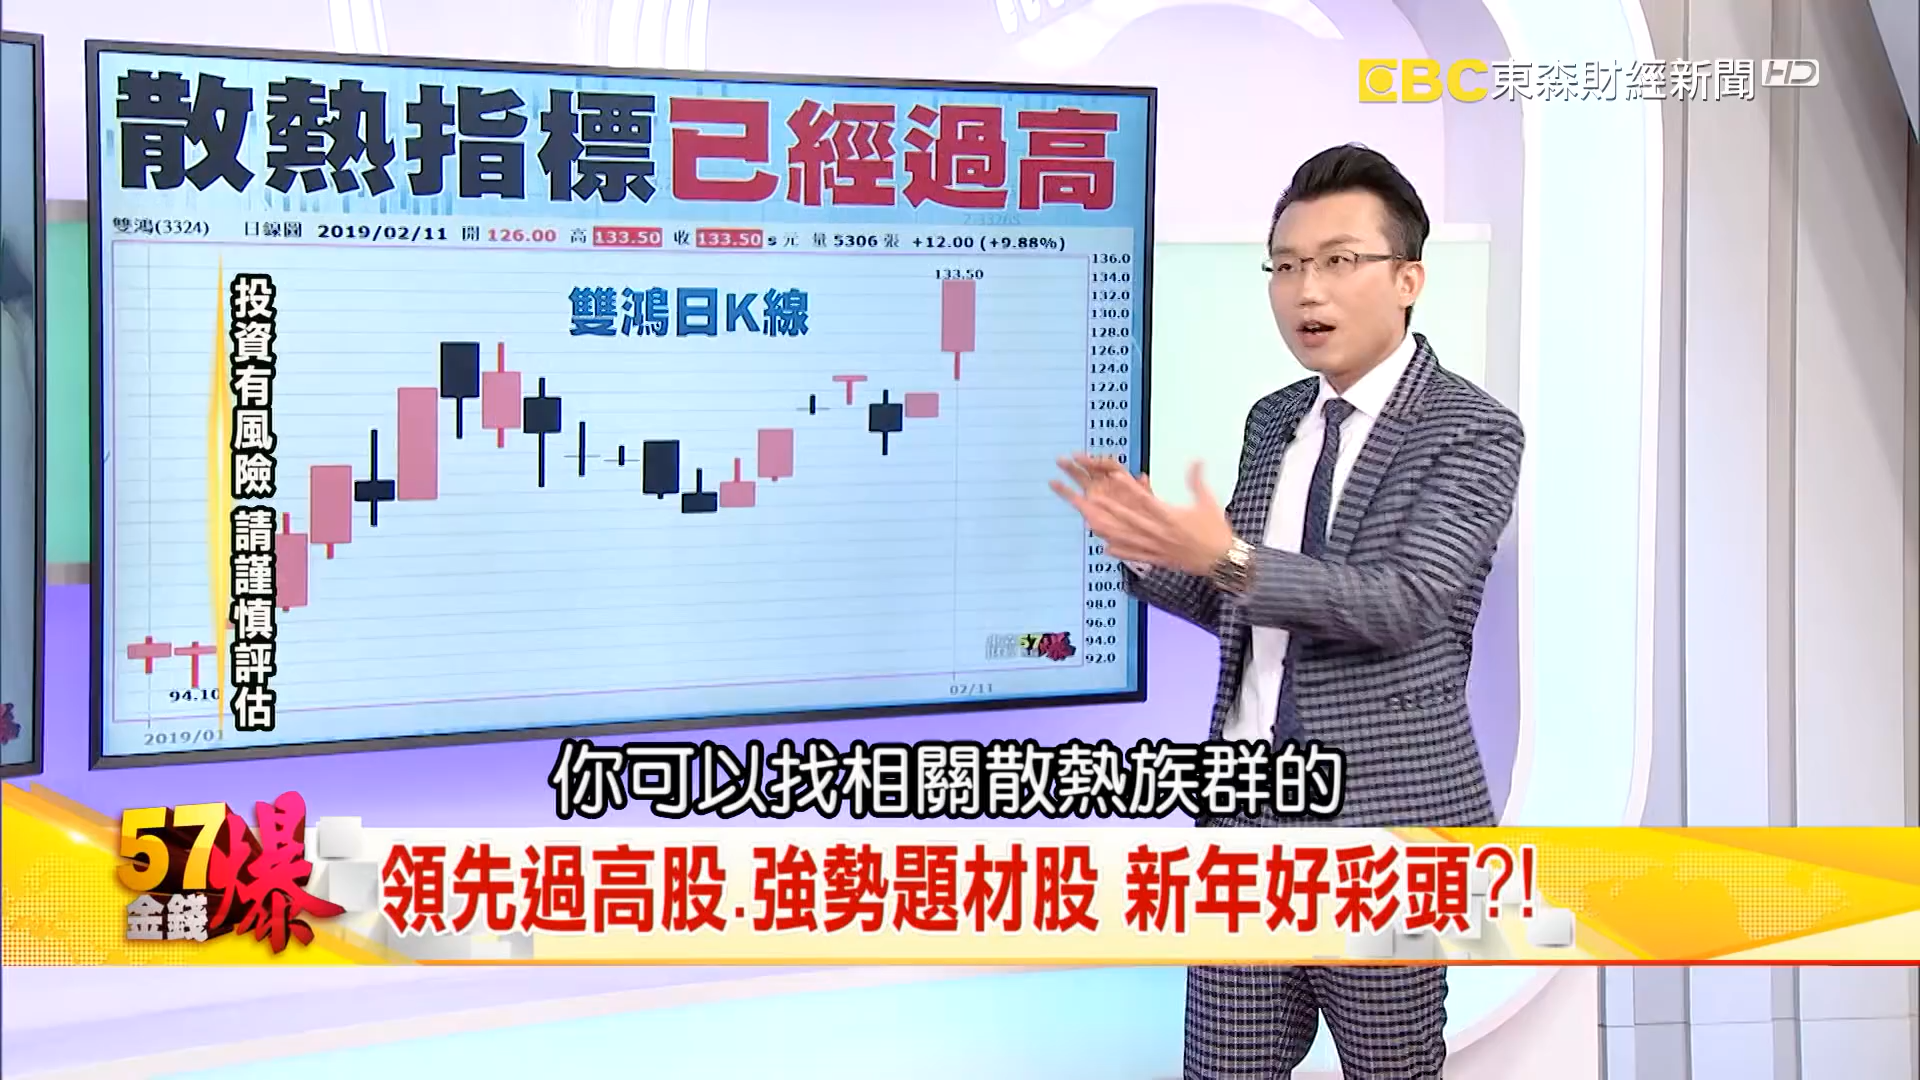 EBC東森財經新聞HD
散熱指標已經過高
雙鴻(3324) 日線圖 2019/02/11 開 126.00 高 133.50 收 133.50 s 元 量 5306 張 +12.00 (+9.88%)
雙鴻日K線
133.50
136.0
134.0
132.0
130.0
128.0
126.0
124.0
122.0
120.0
118.0
116.0
102.0
100.0
98.0
96.0
94.0
92.0
94.10
2019/01
02/11
57爆
投資有風險 請謹慎評估
你可以找相關散熱族群的
57金錢爆
領先過高股.強勢題材股 新年好彩頭?!